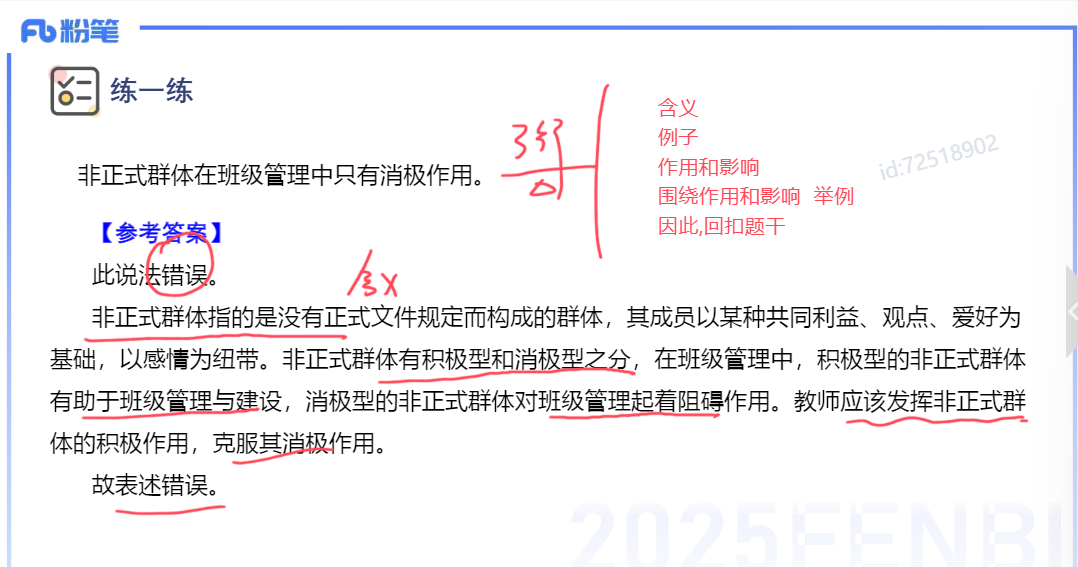 粉笔
练一练
含义
例子
作用和影响
围绕作用和影响 举例
因此,回扣题干
id:72518902
非正式群体在班级管理中只有消极作用。
【参考答案】
此说法错误。
含义
非正式群体指的是没有正式文件规定而构成的群体，其成员以某种共同利益、观点、爱好为
基础，以感情为纽带。非正式群体有积极型和消极型之分，在班级管理中，积极型的非正式群体
有助于班级管理与建设，消极型的非正式群体对班级管理起着阻碍作用。教师应该发挥非正式群
体的积极作用，克服其消极作用。
故表述错误。
2025FENBI